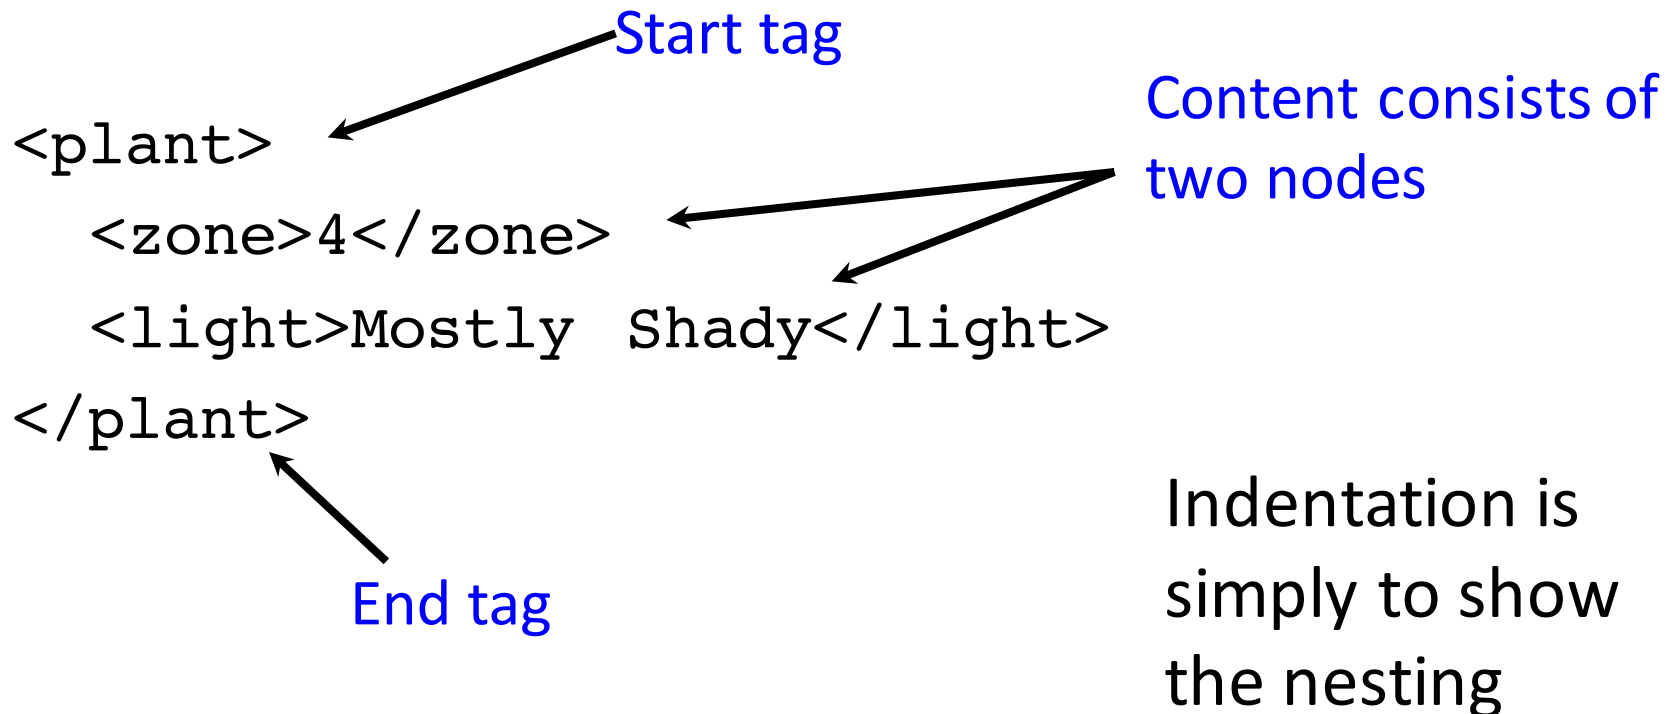 Start tag
Content consists of
two nodes
<plant>
<zone>4</zone>
<light>Mostly Shady</light>
</plant>
End tag
Indentation is
simply to show
the nesting